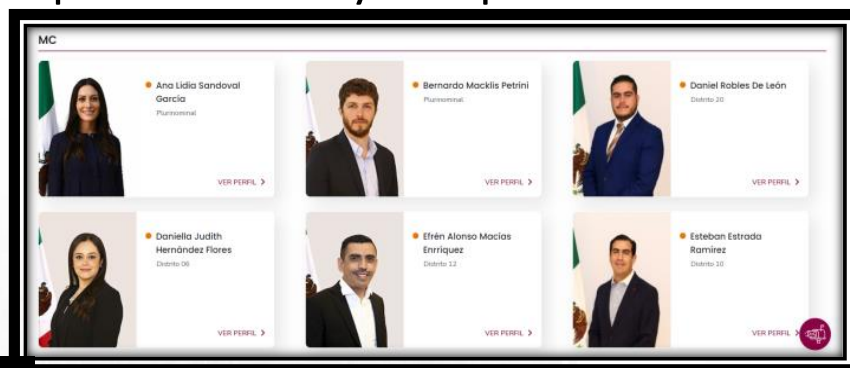 MC
Ana Lidia Sandoval
García
Plurinominal
VER PERFIL
Bernardo Macklis Petrini
Plurinominal
VER PERFIL
Daniel Robles De León
Distrito 20
VER PERFIL
Daniella Judith
Hernández Flores
Distrito 06
VER PERFIL
Efrén Alonso Macías
Enrriquez
Distrito 12
VER PERFIL
Esteban Estrada
Ramírez
Distrito 10
VER PERFIL